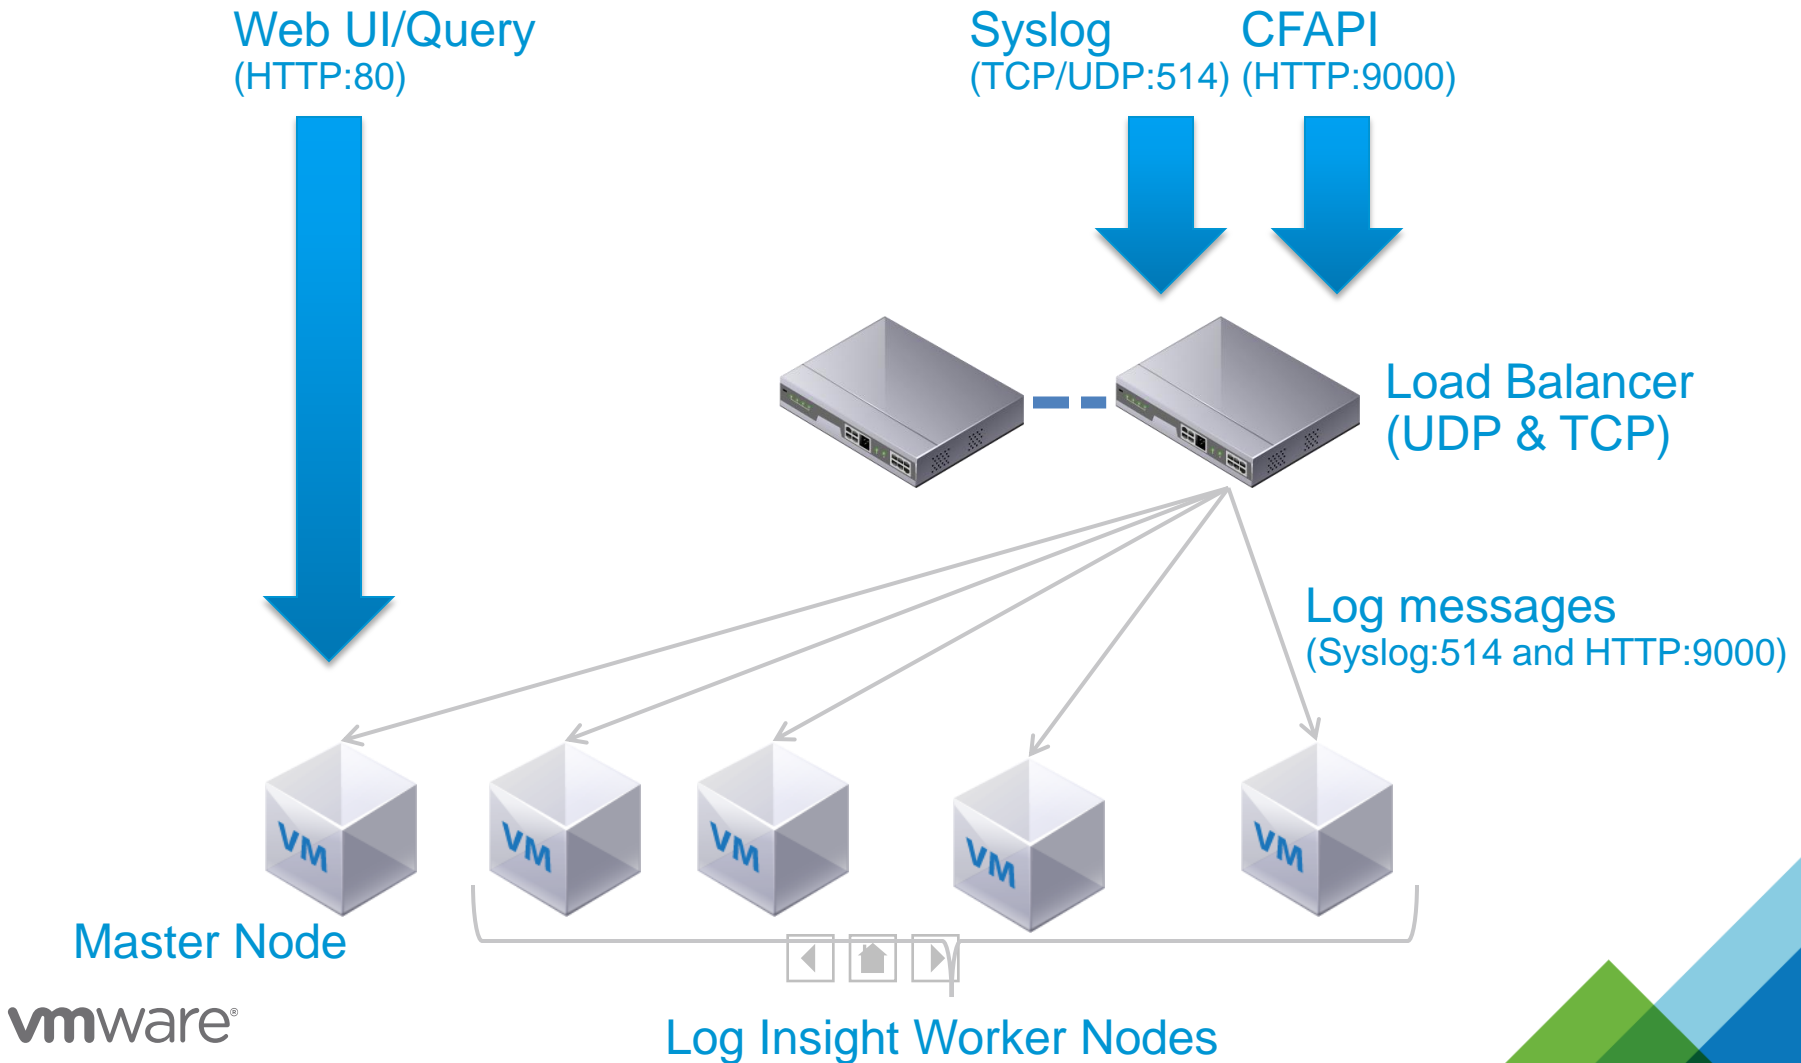 Web UI/Query
(HTTP:80)
Syslog
(TCP/UDP:514)
CFAPI
(HTTP:9000)
Load Balancer
(UDP & TCP)
Log messages
(Syslog:514 and HTTP:9000)
VM
VM
VM
VM
VM
Master Node
Log Insight Worker Nodes
vmware®